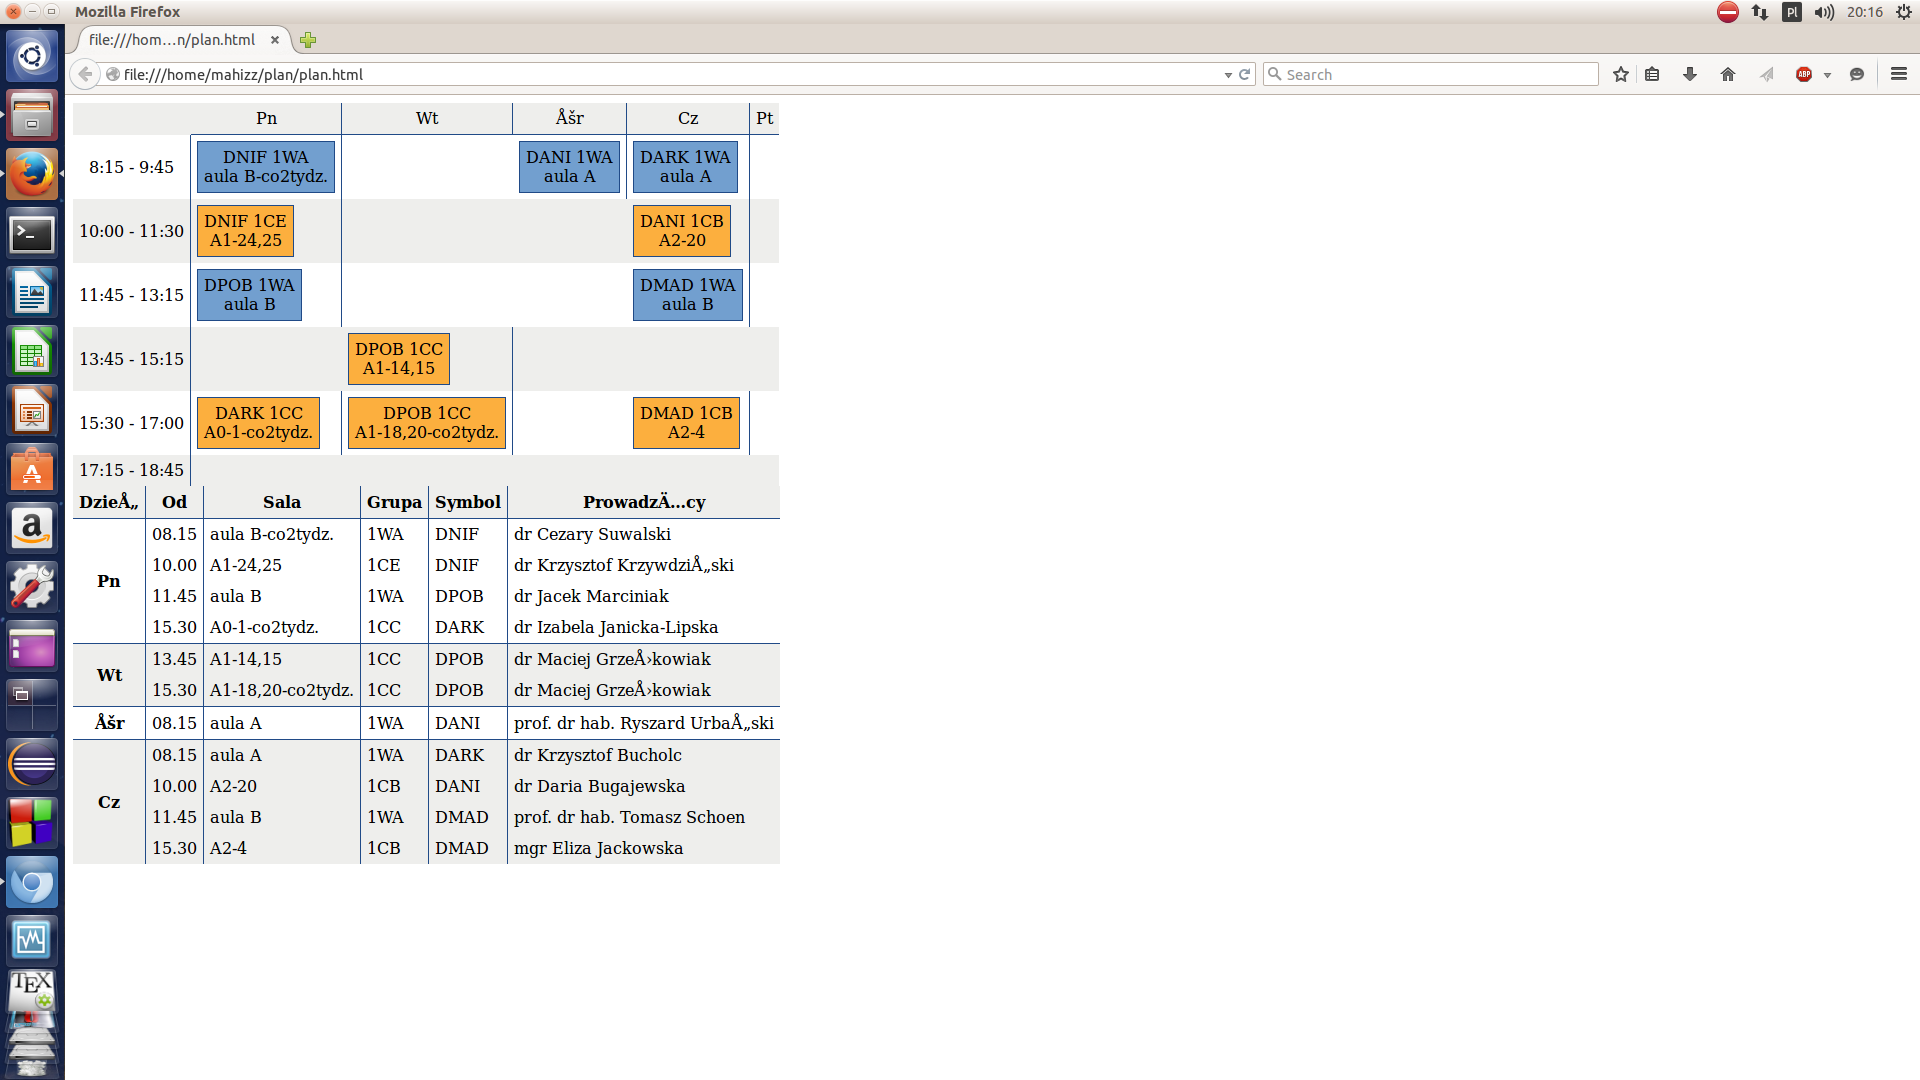 Mozilla Firefox
Pl
20:16
file:///hom...n/plan.html
file:///home/mahizz/plan/plan.html
Search
ABP
Pn Wt Åšr Cz Pt
8:15 - 9:45
DNIF 1WA
aula B-co2tydz.
DANI 1WA
aula A
DARK 1WA
aula A
10:00 - 11:30
DNIF 1CE
A1-24,25
DANI 1CB
A2-20
11:45 - 13:15
DPOB 1WA
aula B
DMAD 1WA
aula B
13:45 - 15:15
DPOB 1CC
A1-14,15
15:30 - 17:00
DARK 1CC
A0-1-co2tydz.
DPOB 1CC
A1-18,20-co2tydz.
DMAD 1CB
A2-4
17:15 - 18:45
DzieÅ„ Od Sala Grupa Symbol ProwadzÄ…cy
Pn
08.15 aula B-co2tydz. 1WA DNIF dr Cezary Suwalski
10.00 A1-24,25 1CE DNIF dr Krzysztof KrzywdziÅ„ski
11.45 aula B 1WA DPOB dr Jacek Marciniak
15.30 A0-1-co2tydz. 1CC DARK dr Izabela Janicka-Lipska
Wt
13.45 A1-14,15 1CC DPOB dr Maciej GrzeÅ›kowiak
15.30 A1-18,20-co2tydz. 1CC DPOB dr Maciej GrzeÅ›kowiak
Åšr 08.15 aula A 1WA DANI prof. dr hab. Ryszard UrbaÅ„ski
Cz
08.15 aula A 1WA DARK dr Krzysztof Bucholc
10.00 A2-20 1CB DANI dr Daria Bugajewska
11.45 aula B 1WA DMAD prof. dr hab. Tomasz Schoen
15.30 A2-4 1CB DMAD mgr Eliza Jackowska
A
a
TEX